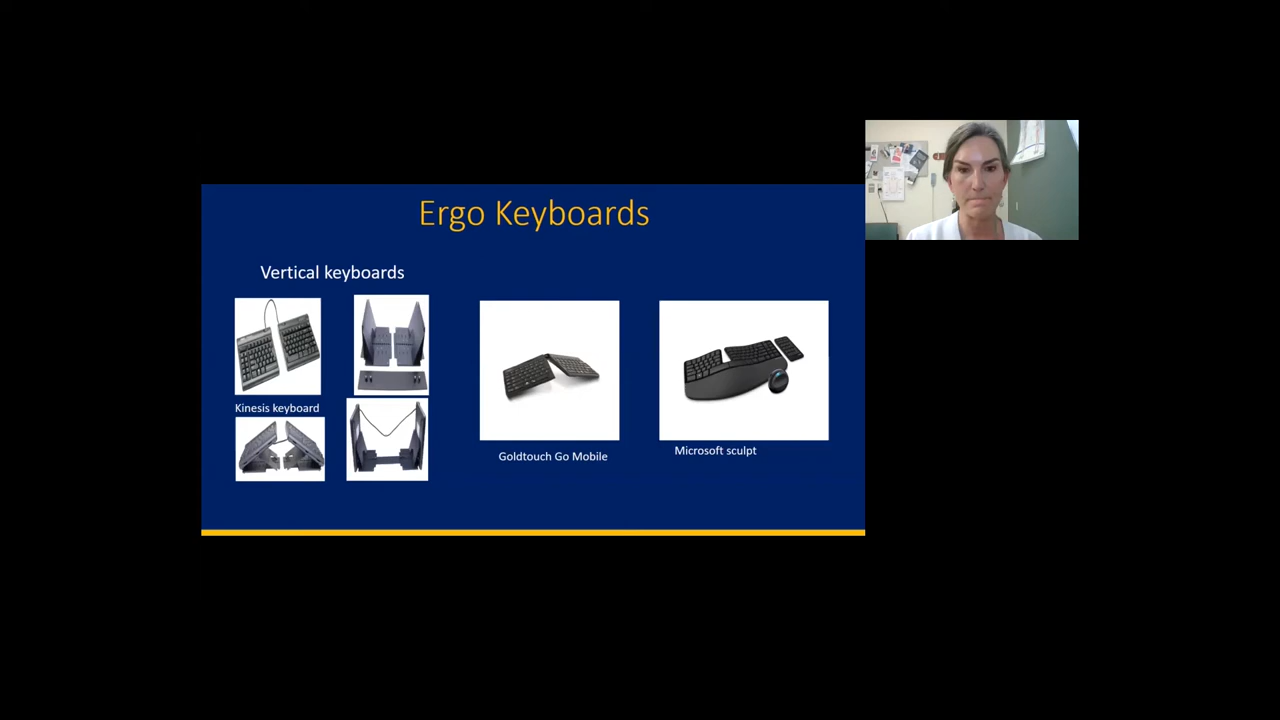 Ergo Keyboards
Vertical keyboards
Kinesis keyboard
Goldtouch Go Mobile
Microsoft sculpt